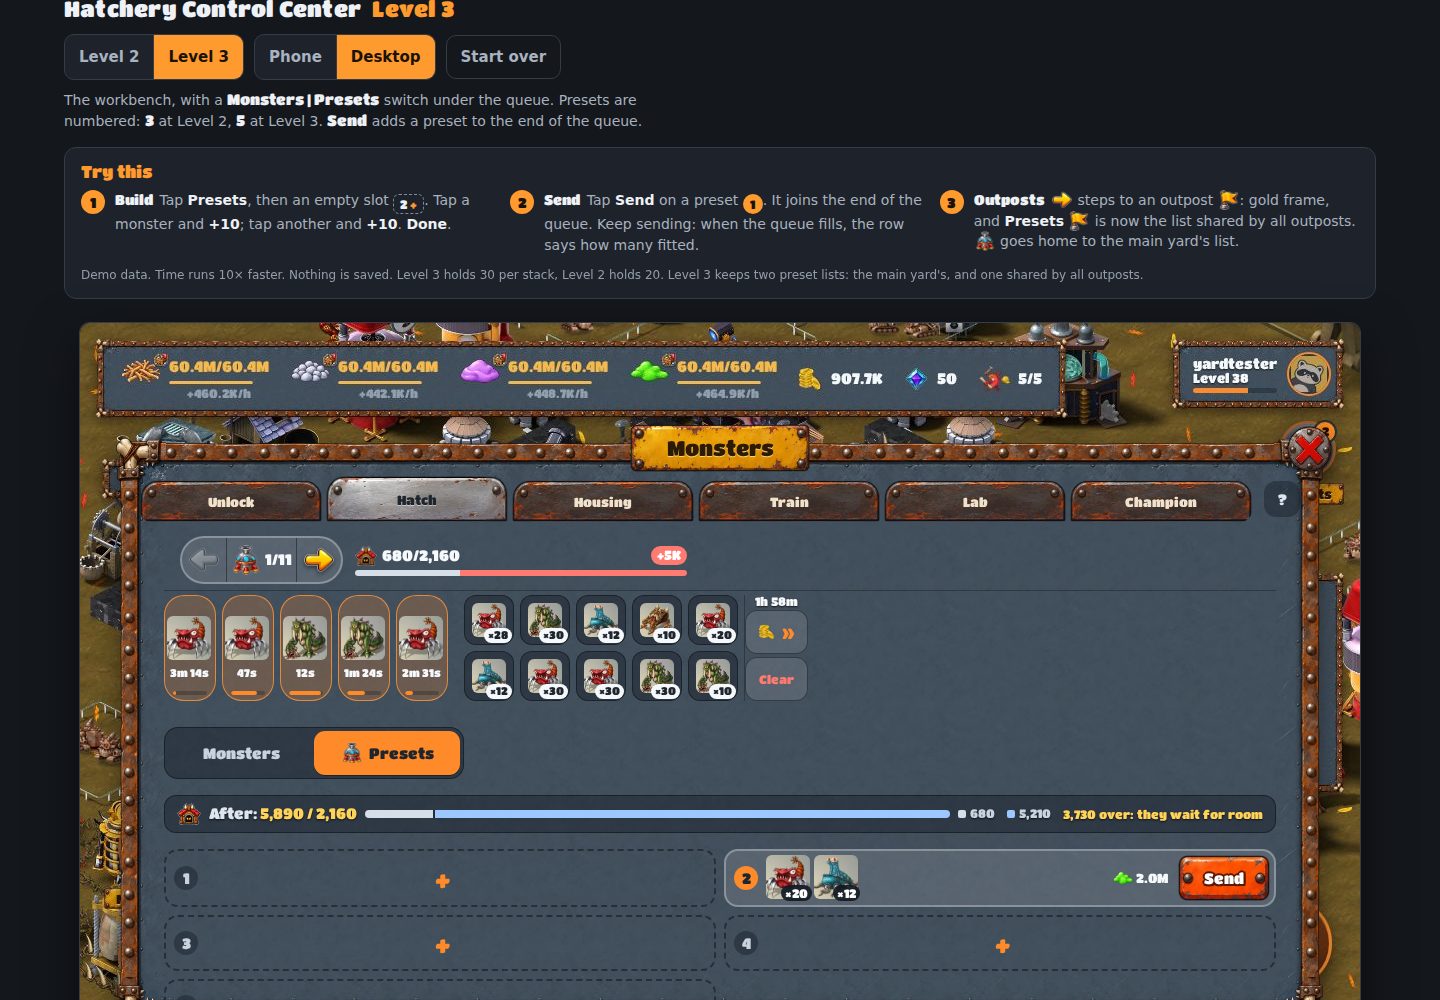 Hatchery Control Center Level 3
Level 2 Level 3 Phone Desktop Start over
The workbench, with a Monsters|Presets switch under the queue. Presets are
numbered: 3 at Level 2, 5 at Level 3. Send adds a preset to the end of the queue.
Try this
1 Build Tap Presets, then an empty slot 2+. Tap a
monster and +10; tap another and +10. Done.
2 Send Tap Send on a preset 1. It joins the end of the
queue. Keep sending: when the queue fills, the row
says how many fitted.
3 Outposts steps to an outpost : gold frame,
and Presets is now the list shared by all outposts.
goes home to the main yard's list.
Demo data. Time runs 10× faster. Nothing is saved. Level 3 holds 30 per stack, Level 2 holds 20. Level 3 keeps two preset lists: the main yard's, and one shared by all outposts.
60.4M/60.4M 60.4M/60.4M 60.4M/60.4M 60.4M/60.4M 907.7K 50 5/5
+460.2K/h +442.1K/h +448.7K/h +464.9K/h
yardtester
Level 38
Monsters
Unlock Hatch Housing Train Lab Champion ?
1/11 680/2,160 +5K
3m 14s 47s 12s 1m 24s 2m 31s
×28 ×30 ×12 ×10 ×20
1h 58m
»
×12 ×30 ×30 ×30 ×10
Clear
Monsters Presets
After: 5,890 / 2,160 680 5,210 3,730 over: they wait for room
1 +
2 ×20 ×12 2.0M Send
3 +
4 +